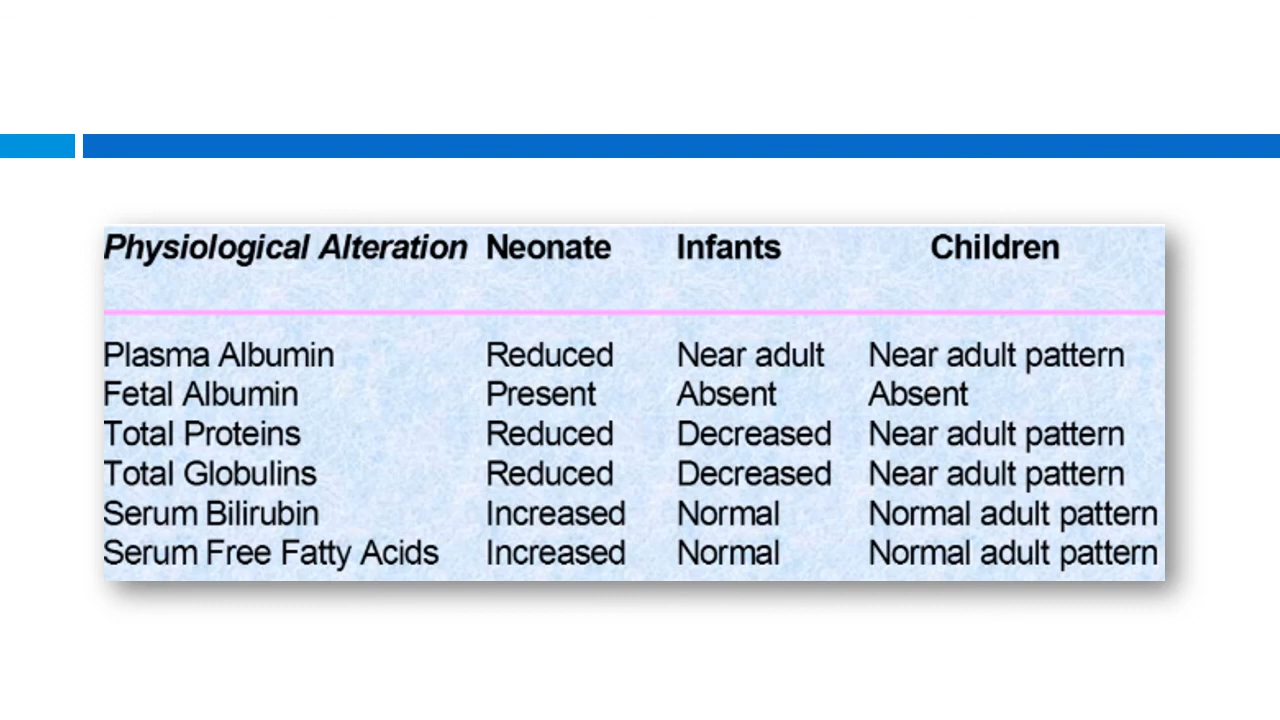 Physiological Alteration Neonate Infants Children
Plasma Albumin Reduced Near adult Near adult pattern
Fetal Albumin Present Absent Absent
Total Proteins Reduced Decreased Near adult pattern
Total Globulins Reduced Decreased Near adult pattern
Serum Bilirubin Increased Normal Normal adult pattern
Serum Free Fatty Acids Increased Normal Normal adult pattern